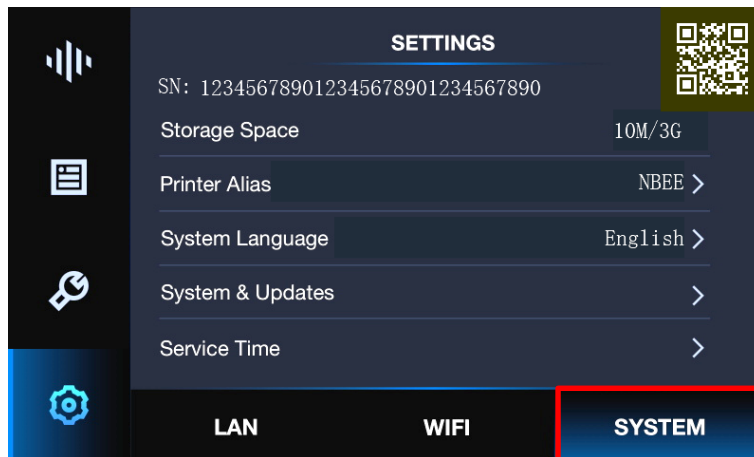 SETTINGS
SN: 123456789012345678901234567890
Storage Space 10M/3G
Printer Alias NBEE
System Language English
System & Updates
Service Time
LAN WIFI SYSTEM